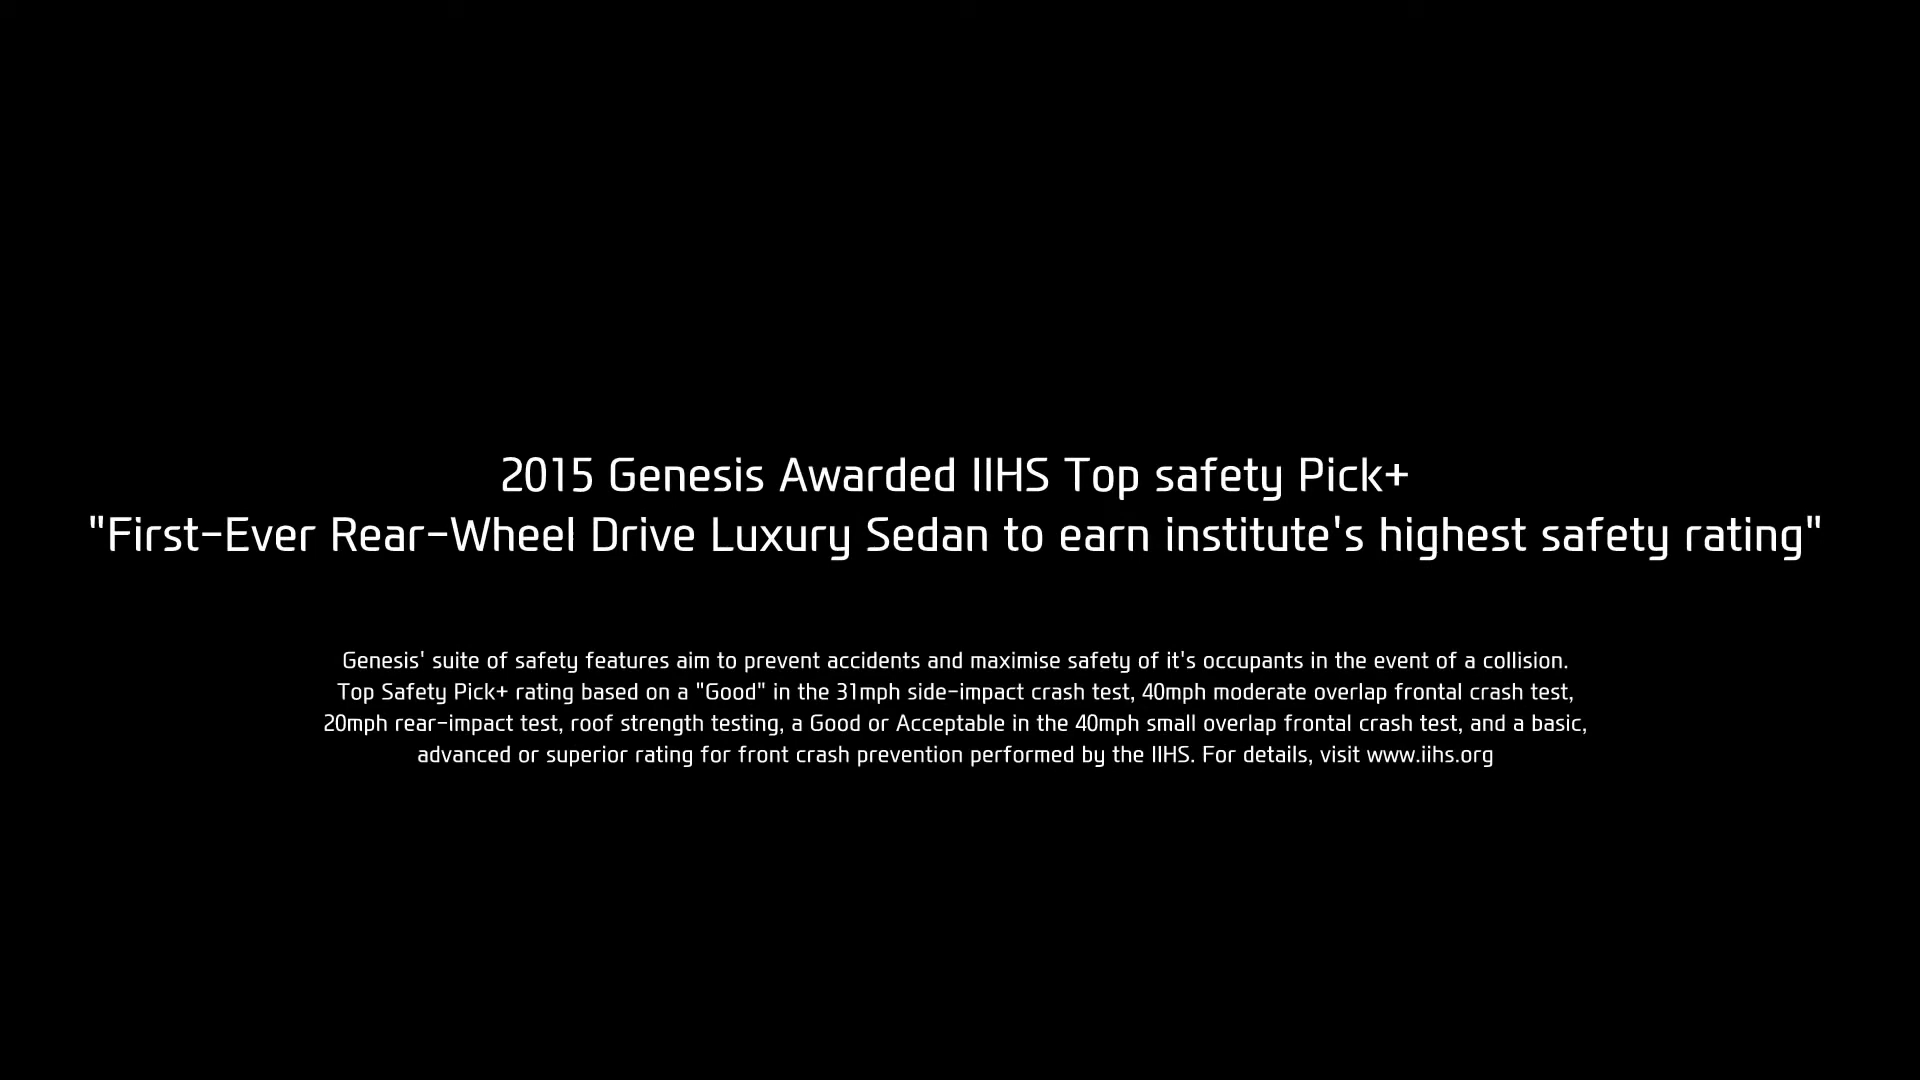 2015 Genesis Awarded IIHS Top safety Pick+
"First-Ever Rear-Wheel Drive Luxury Sedan to earn institute's highest safety rating"
Genesis' suite of safety features aim to prevent accidents and maximise safety of it's occupants in the event of a collision.
Top Safety Pick+ rating based on a "Good" in the 31mph side-impact crash test, 40mph moderate overlap frontal crash test,
20mph rear-impact test, roof strength testing, a Good or Acceptable in the 40mph small overlap frontal crash test, and a basic,
advanced or superior rating for front crash prevention performed by the IIHS. For details, visit www.iihs.org